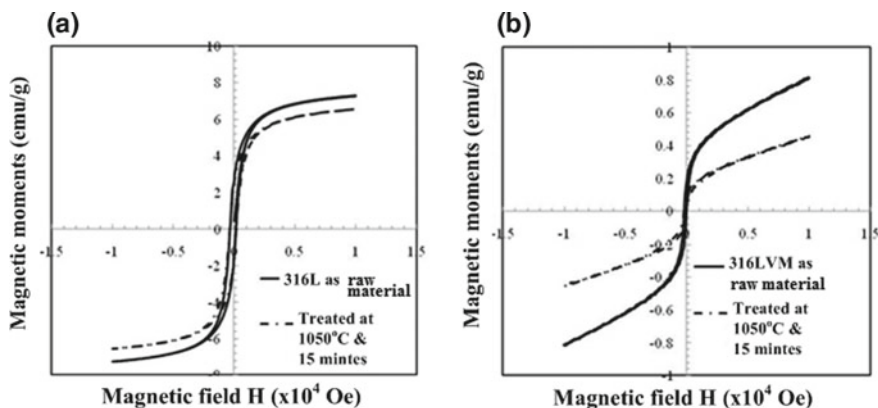 (a)
Magnetic moments (emu/g)
10
8
6
4
2
0
-1.5
-1
-0.5
0
0.5
1
1.5
-2
-4
-6
-8
316L as raw
material
Treated at
1050°C &
15 mintes
Magnetic field H (x10⁴ Oe)
(b)
Magnetic moments (emu/g)
1
0.8
0.6
0.4
0.2
0
-1.5
-1
-0.5
0
0.5
1
1.5
-0.2
-0.4
-0.6
-0.8
-1
316LVM as
raw material
Treated at
1050°C &
15 mintes
Magnetic field H (x10⁴ Oe)